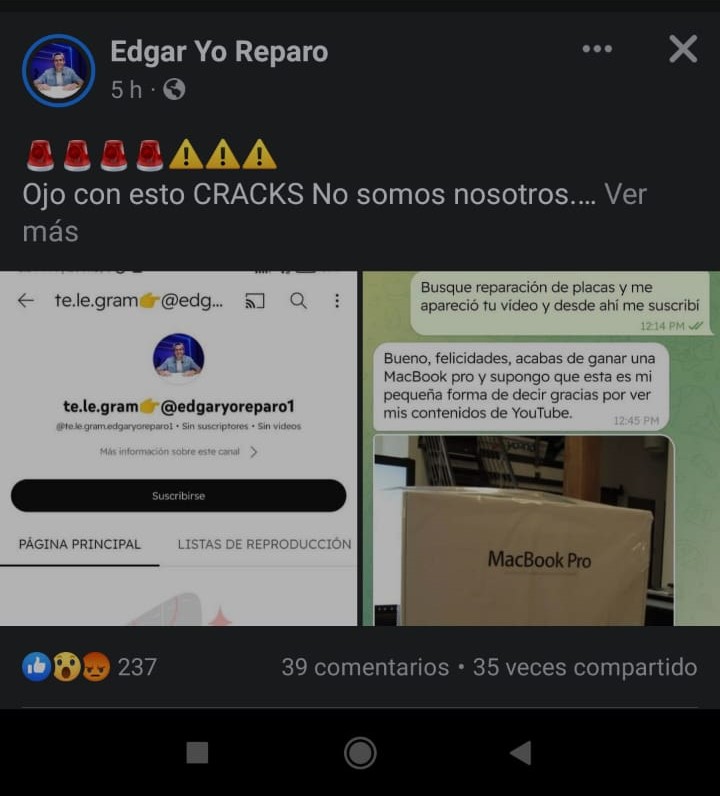 Edgar Yo Reparo
5 h ·
Ojo con esto CRACKS No somos nosotros.... Ver
más
te.le.gram👉@edg...
te.le.gram👉@edgaryoreparo1
@te.le.gram.edgaryoreparo1 • Sin suscriptores • Sin videos
Más información sobre este canal
Suscribirse
PÁGINA PRINCIPAL LISTAS DE REPRODUCCIÓN
Busque reparación de placas y me
apareció tu vídeo y desde ahí me suscribí
12:14 PM
Bueno, felicidades, acabas de ganar una
MacBook pro y supongo que esta es mi
pequeña forma de decir gracias por ver
mis contenidos de YouTube.
12:45 PM
MacBook Pro
237
39 comentarios • 35 veces compartido